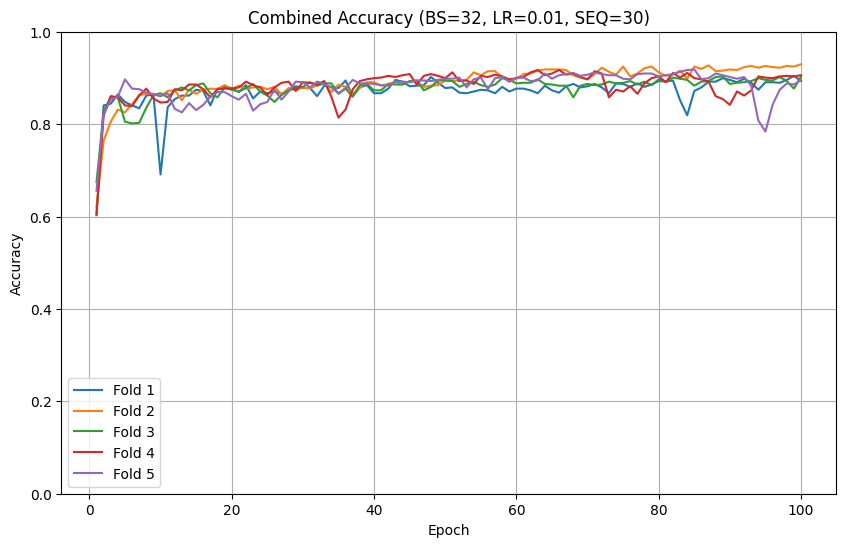 Combined Accuracy (BS=32, LR=0.01, SEQ=30)
1.0
0.8
0.6
0.4
0.2
0.0
Accuracy
Fold 1
Fold 2
Fold 3
Fold 4
Fold 5
0 20 40 60 80 100
Epoch